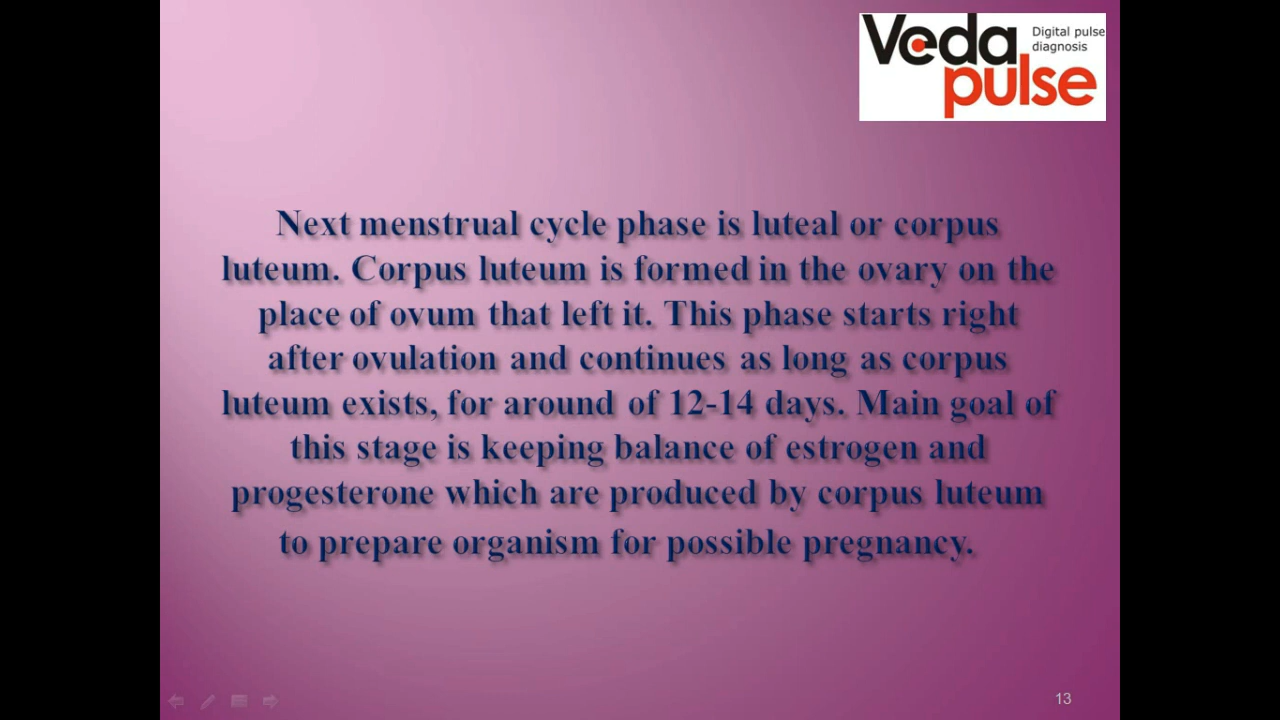 Veda
pulse
Digital pulse
diagnosis
Next menstrual cycle phase is luteal or corpus
luteum. Corpus luteum is formed in the ovary on the
place of ovum that left it. This phase starts right
after ovulation and continues as long as corpus
luteum exists, for around of 12-14 days. Main goal of
this stage is keeping balance of estrogen and
progesterone which are produced by corpus luteum
to prepare organism for possible pregnancy.
13